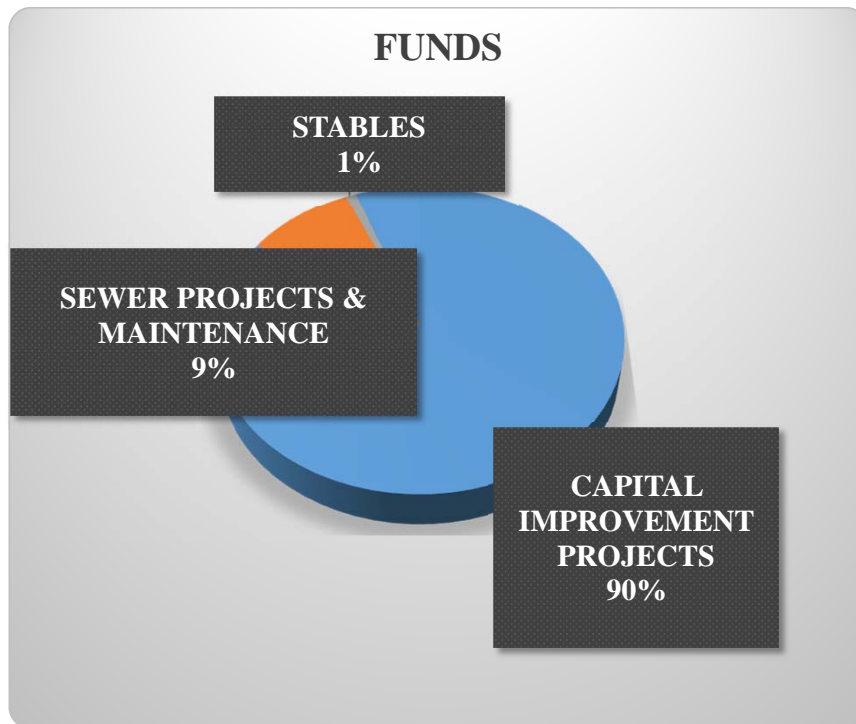 FUNDS
STABLES
1%
SEWER PROJECTS &
MAINTENANCE
9%
CAPITAL
IMPROVEMENT
PROJECTS
90%